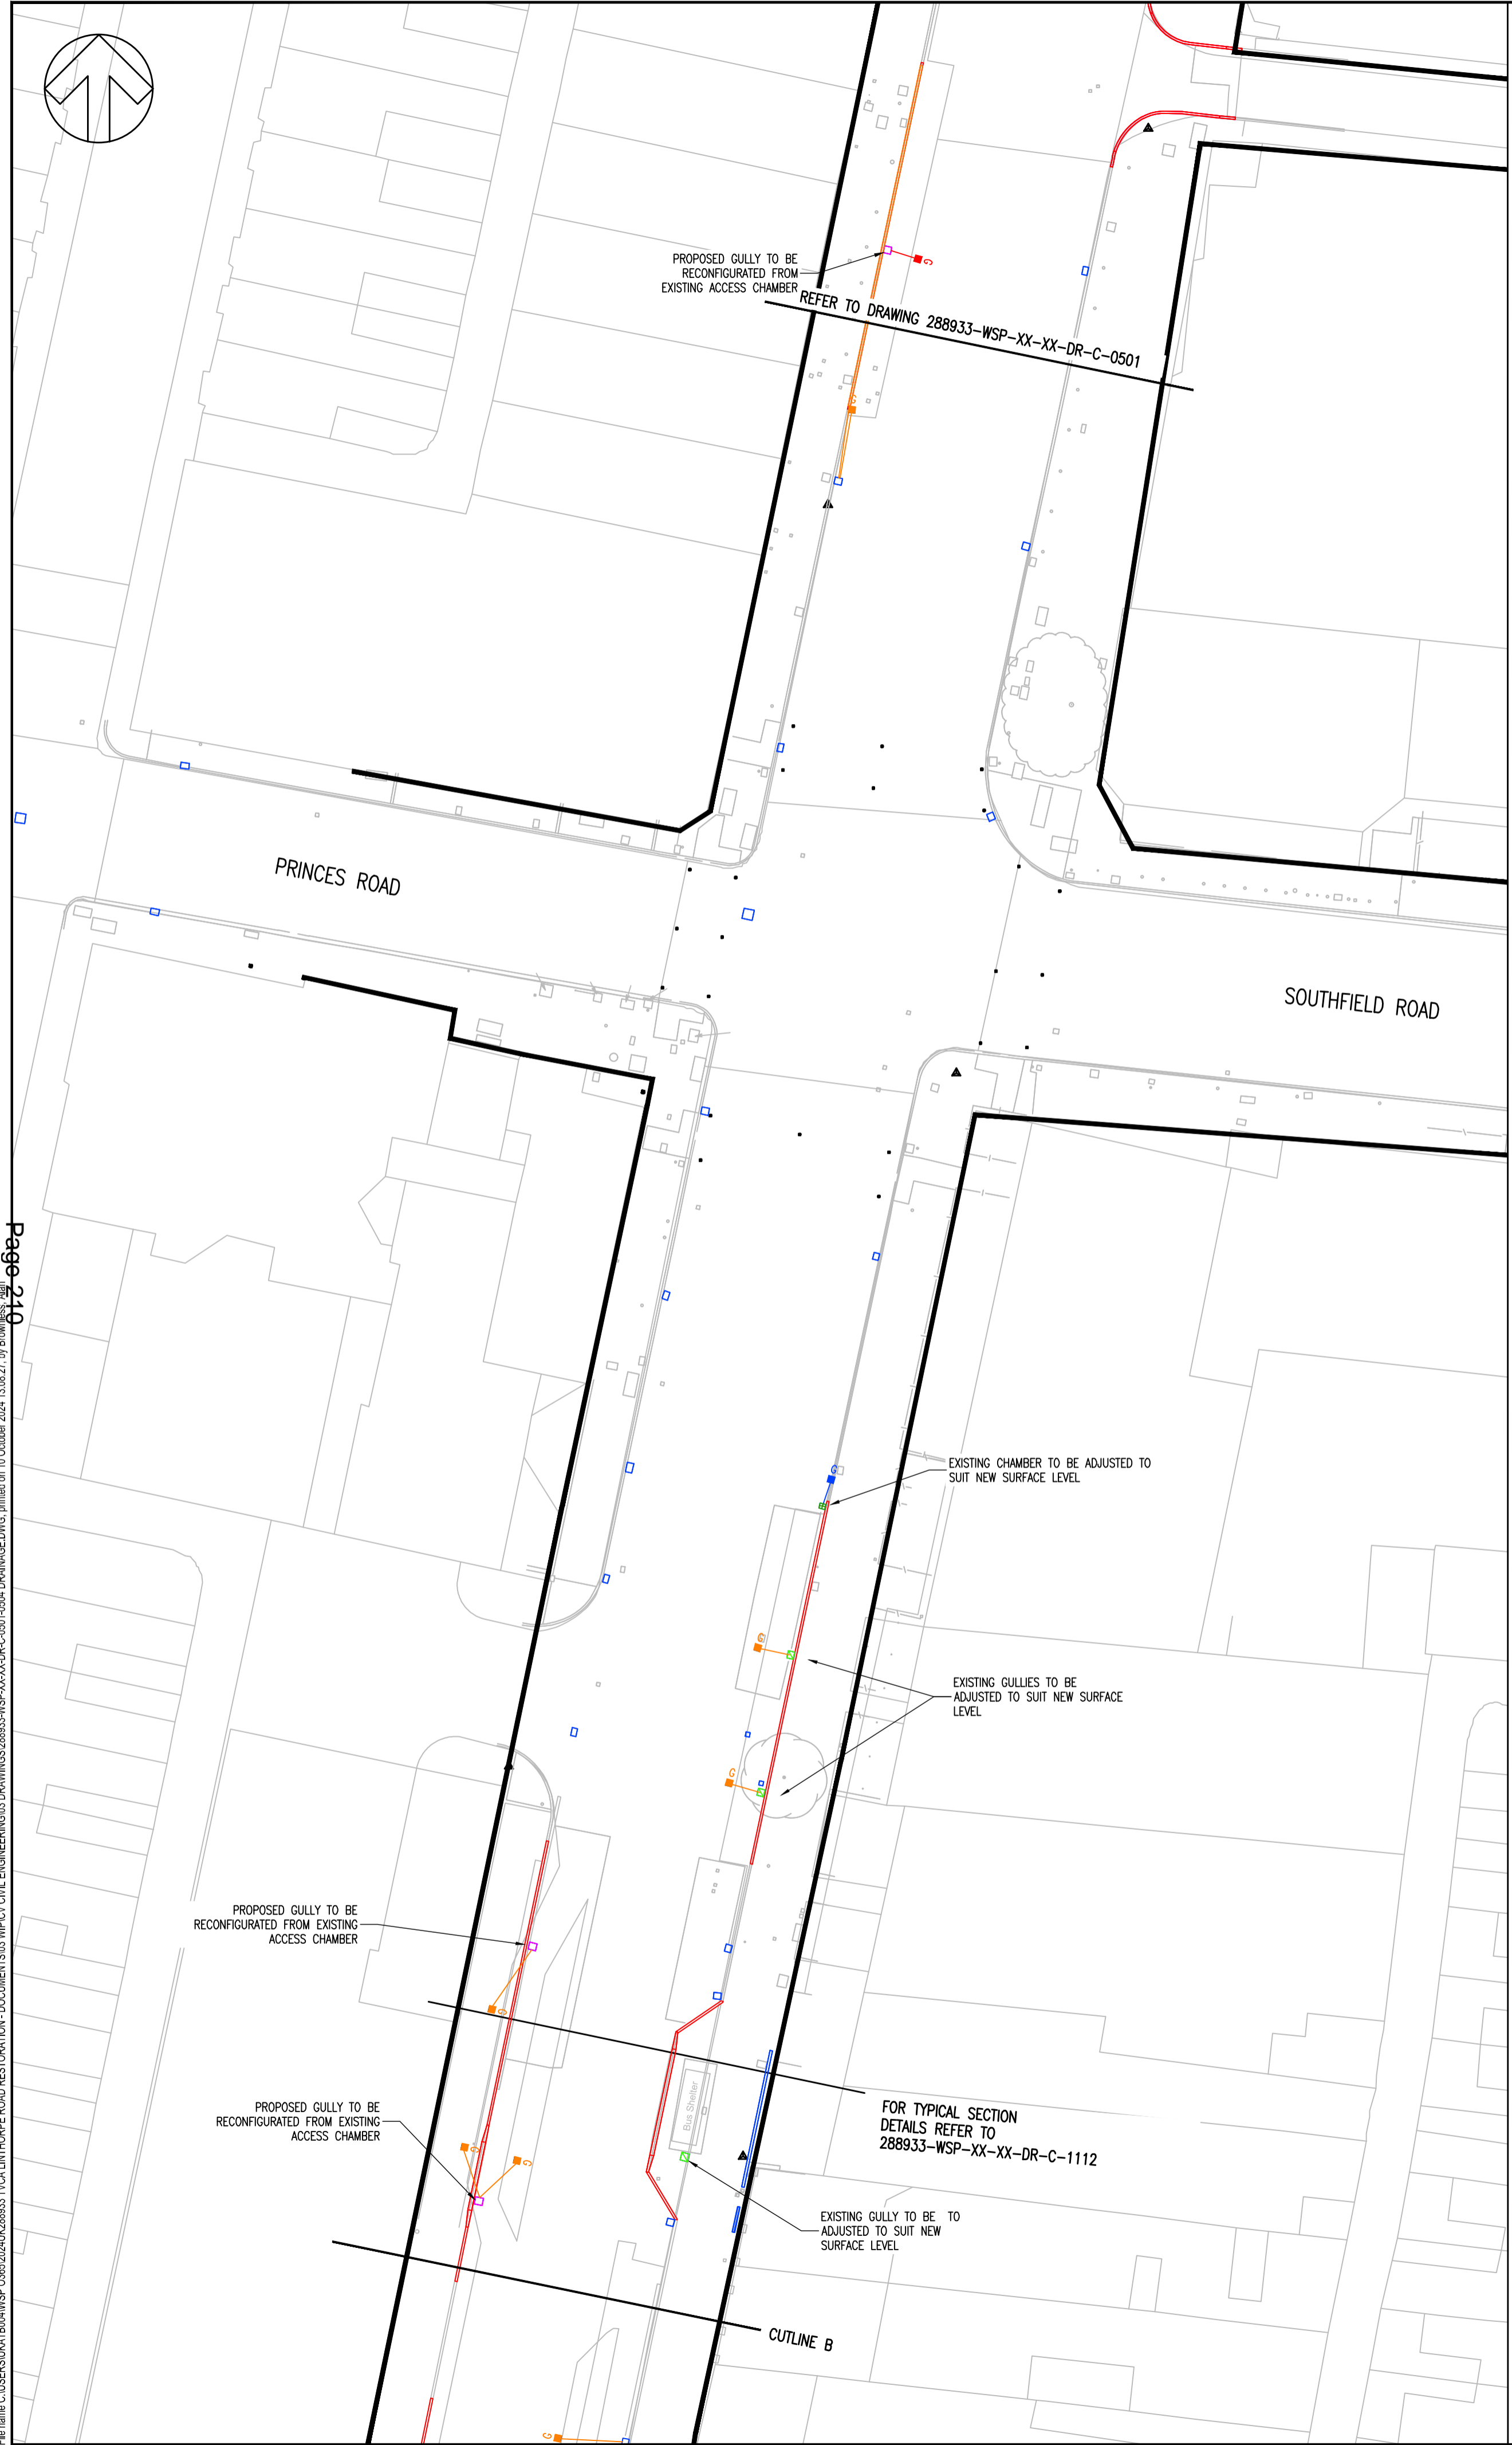 PROPOSED GULLY TO BE
RECONFIGURATED FROM
EXISTING ACCESS CHAMBER
G
REFER TO DRAWING 288933-WSP-XX-XX-DR-C-0501
G
PRINCES ROAD
SOUTHFIELD ROAD
Page 210
G
EXISTING CHAMBER TO BE ADJUSTED TO
SUIT NEW SURFACE LEVEL
G
EXISTING GULLIES TO BE
ADJUSTED TO SUIT NEW SURFACE
LEVEL
G
PROPOSED GULLY TO BE
RECONFIGURATED FROM EXISTING
ACCESS CHAMBER
G
PROPOSED GULLY TO BE
RECONFIGURATED FROM EXISTING
ACCESS CHAMBER
G
G
Bus Shelter
FOR TYPICAL SECTION
DETAILS REFER TO
288933-WSP-XX-XX-DR-C-1112
EXISTING GULLY TO BE TO
ADJUSTED TO SUIT NEW
SURFACE LEVEL
CUTLINE B
G